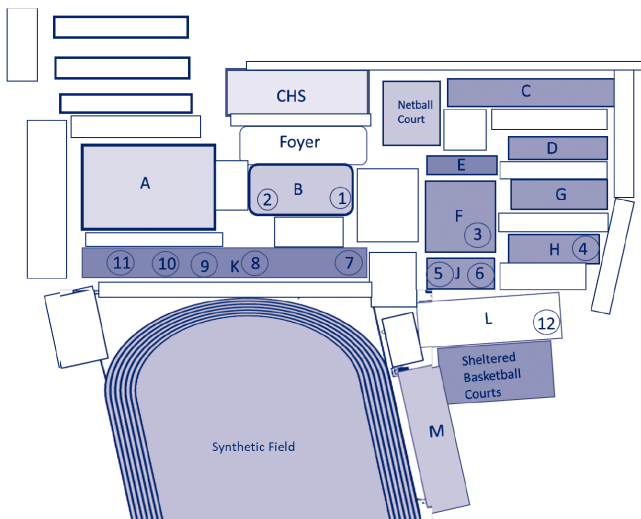 C
CHS
Netball
Court
Foyer
D
E
A
B
G
2
1
F
3
H
4
11
10
9
K
8
7
5
J
6
L
12
Sheltered
Basketball
Courts
M
Synthetic Field